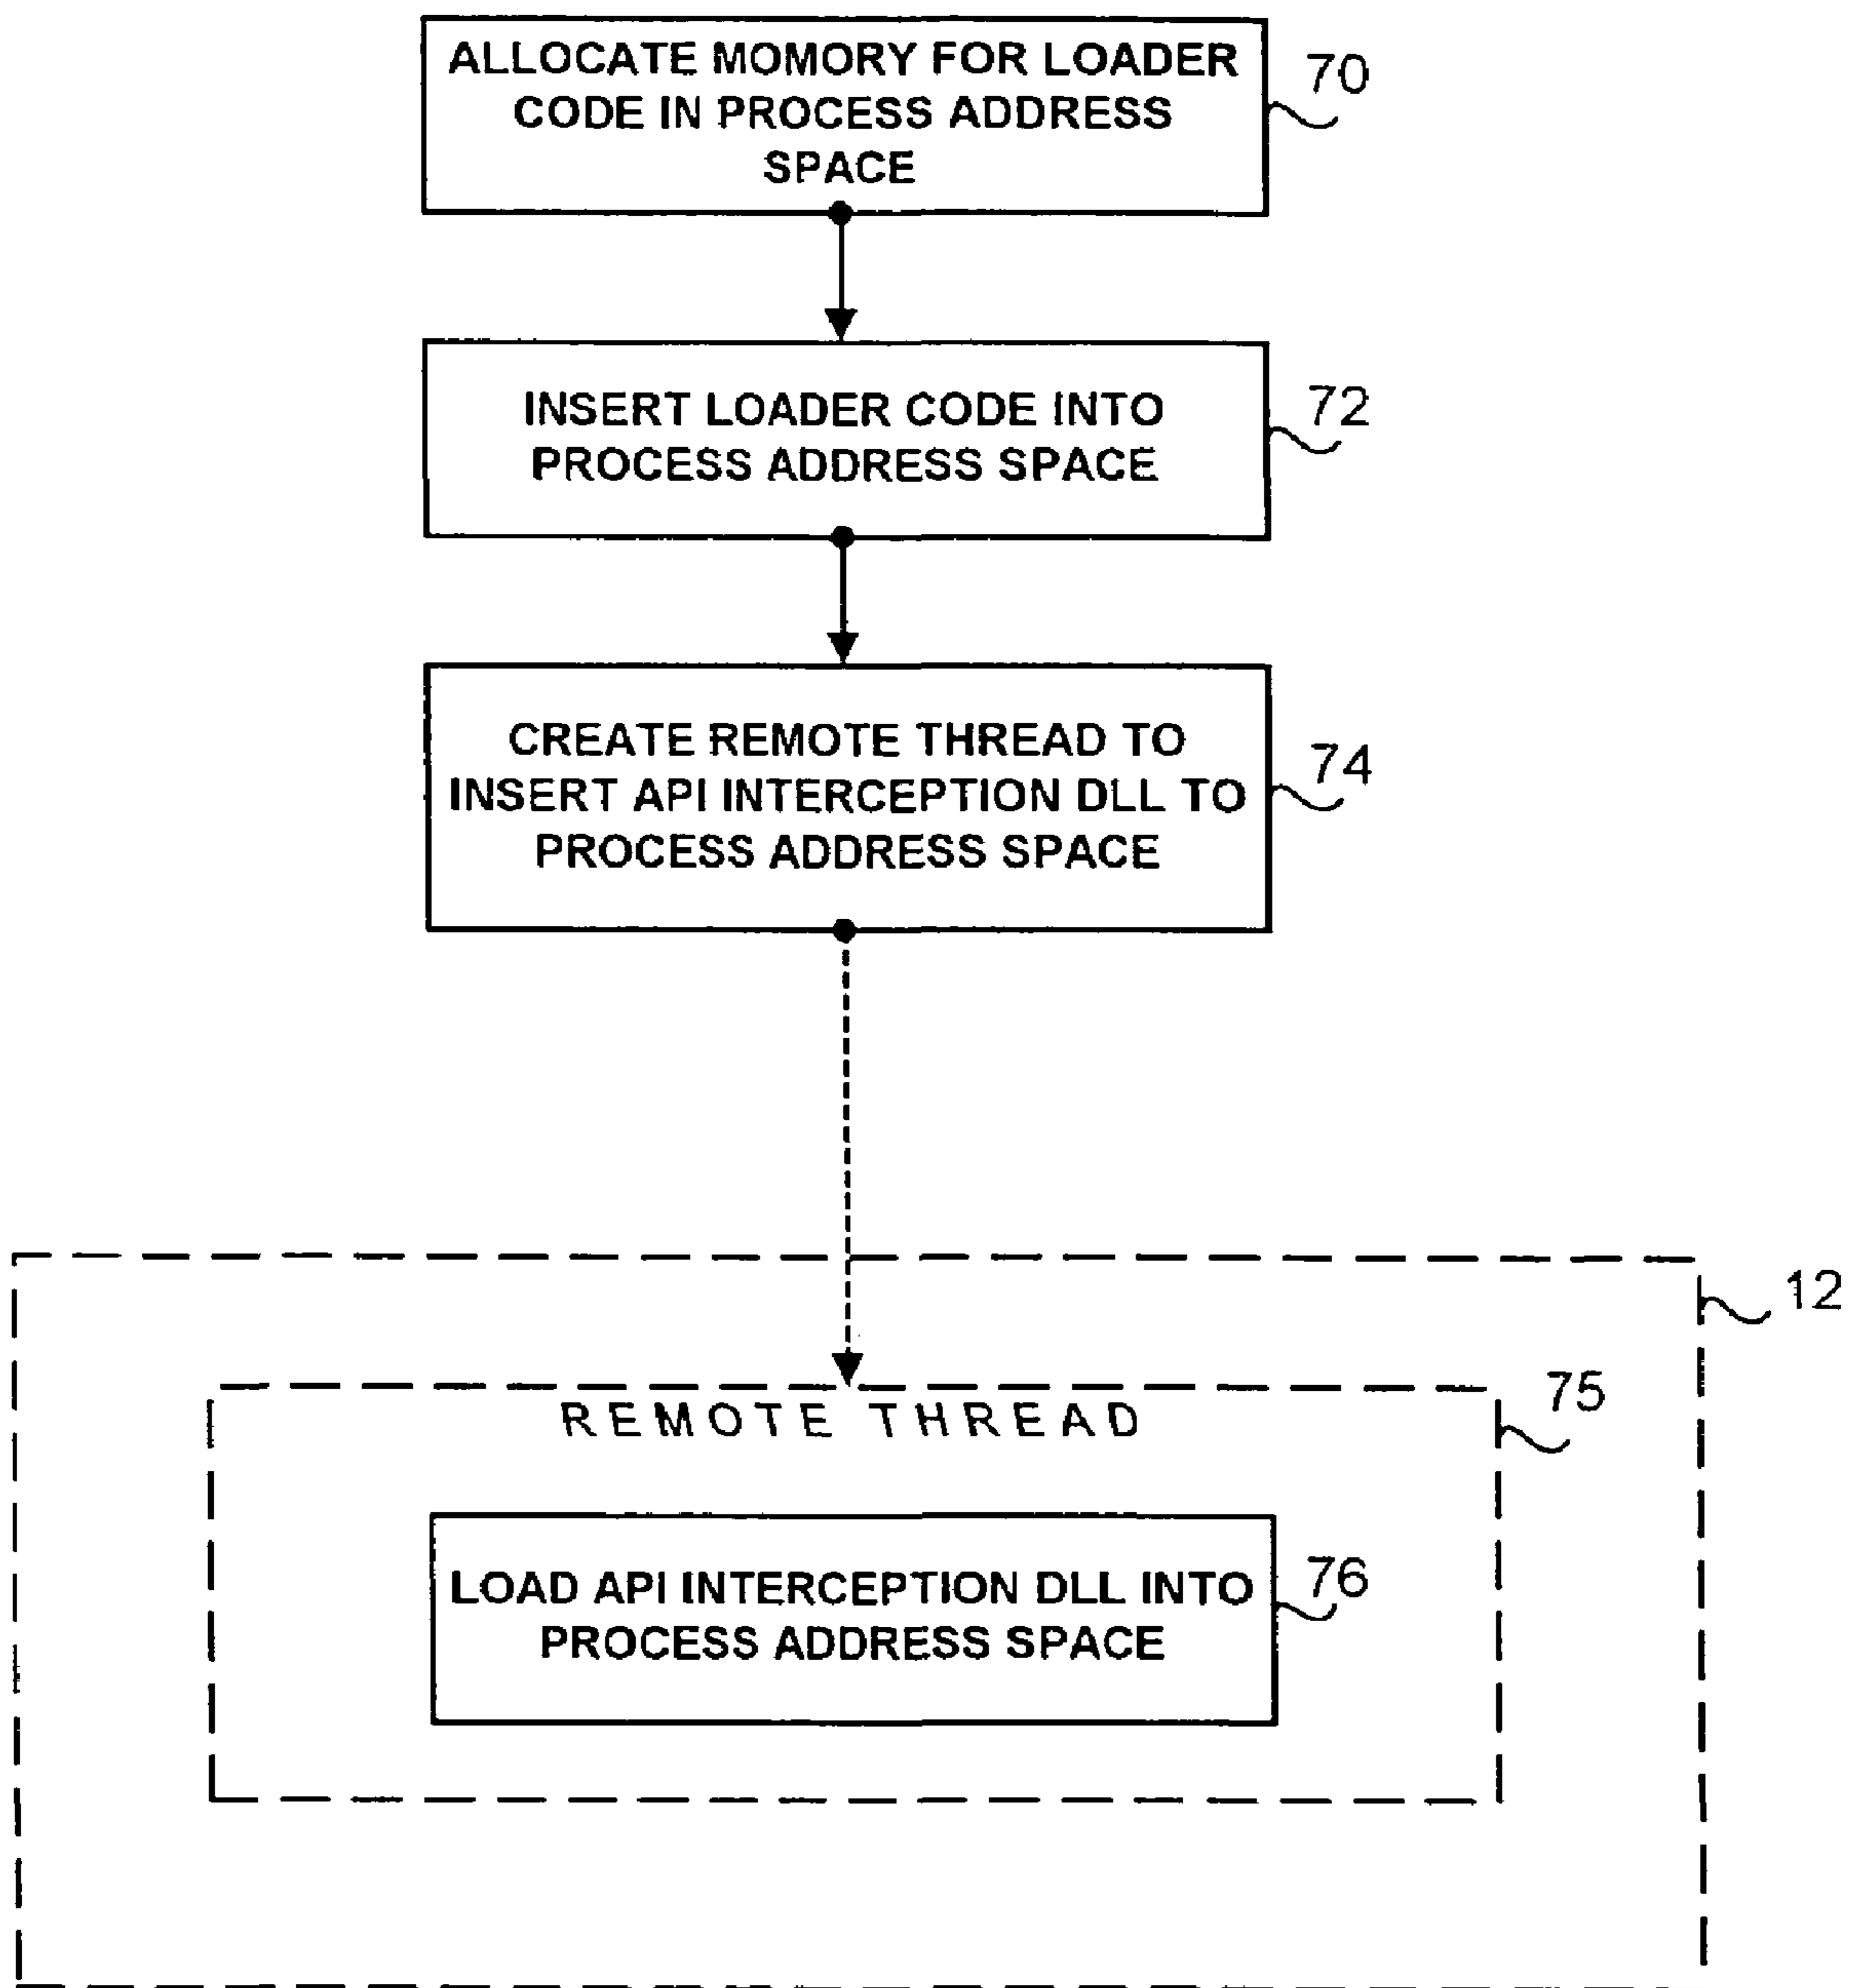 ALLOCATE MOMORY FOR LOADER
CODE IN PROCESS ADDRESS
SPACE
70
INSERT LOADER CODE INTO
PROCESS ADDRESS SPACE
72
CREATE REMOTE THREAD TO
INSERT API INTERCEPTION DLL TO
PROCESS ADDRESS SPACE
74
12
REMOTE THREAD
75
LOAD API INTERCEPTION DLL INTO
PROCESS ADDRESS SPACE
76